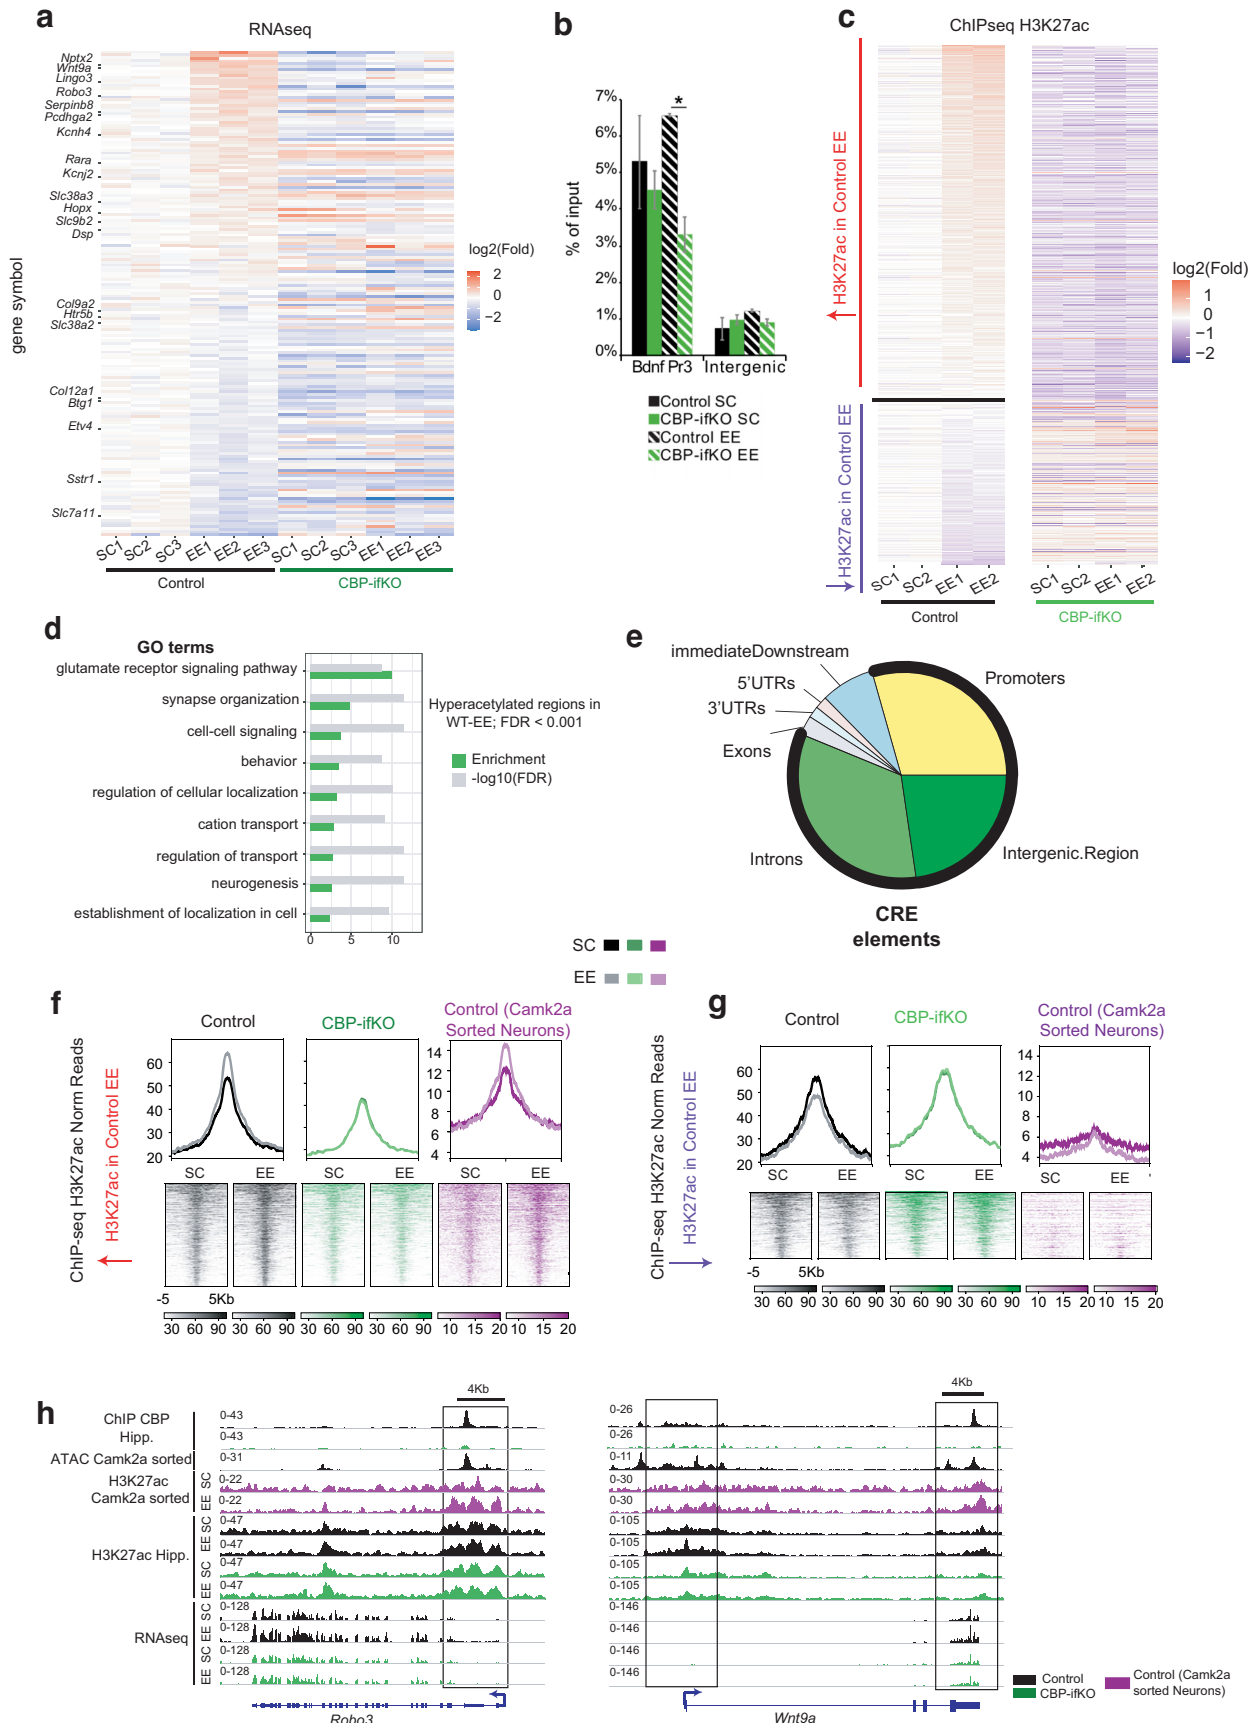 a
RNAseq
gene symbol
Nptx2
Wnt9a
Lingo3
Robo3
Serpinb8
Pcdhga2
Kcnh4
Rara
Kcnj2
Slc38a3
Hopx
Slc9b2
Dsp
Col9a2
Htr5b
Slc38a2
Col12a1
Btg1
Etv4
Sstr1
Slc7a11
log2(Fold)
2
0
−2
SC1 SC2 SC3 EE1 EE2 EE3 SC1 SC2 SC3 EE1 EE2 EE3
Control CBP-ifKO
b
% of input
7%
6%
5%
4%
3%
2%
1%
0%
*
Bdnf Pr3 Intergenic
Control SC
CBP-ifKO SC
Control EE
CBP-ifKO EE
c
ChIPseq H3K27ac
H3K27ac in Control EE
H3K27ac in Control EE
log2(Fold)
1
0
−1
−2
SC1 SC2 EE1 EE2 SC1 SC2 EE1 EE2
Control CBP-ifKO
d
GO terms
glutamate receptor signaling pathway
synapse organization
cell-cell signaling
behavior
regulation of cellular localization
cation transport
regulation of transport
neurogenesis
establishment of localization in cell
0 5 10
Hyperacetylated regions in
WT-EE; FDR < 0.001
Enrichment
-log10(FDR)
e
immediateDownstream
5'UTRs
3'UTRs
Exons
Introns
Promoters
Intergenic.Region
CRE
elements
SC
EE
f
ChIP-seq H3K27ac Norm Reads
H3K27ac in Control EE
Control CBP-ifKO Control (Camk2a
Sorted Neurons)
60
50
40
30
20
14
12
10
8
6
4
SC EE SC EE SC EE
-5 5Kb
30 60 90 30 60 90 30 60 90 30 60 90 10 15 20 10 15 20
g
ChIP-seq H3K27ac Norm Reads
H3K27ac in Control EE
Control CBP-ifKO Control (Camk2a
Sorted Neurons)
60
50
40
30
20
14
12
10
8
6
4
SC EE SC EE SC EE
-5 5Kb
30 60 90 30 60 90 30 60 90 30 60 90 10 15 20 10 15 20
h
4Kb 4Kb
ChIP CBP
Hipp.
ATAC Camk2a sorted
H3K27ac
Camk2a sorted
H3K27ac Hipp.
RNAseq
SC
EE
SC
EE
SC
EE
SC
EE
SC
EE
0-43
0-43
0-31
0-22
0-22
0-47
0-47
0-47
0-47
0-128
0-128
0-128
0-128
Robo3
0-26
0-26
0-11
0-30
0-30
0-105
0-105
0-105
0-105
0-146
0-146
0-146
0-146
Wnt9a
Control
CBP-ifKO
Control (Camk2a
sorted Neurons)